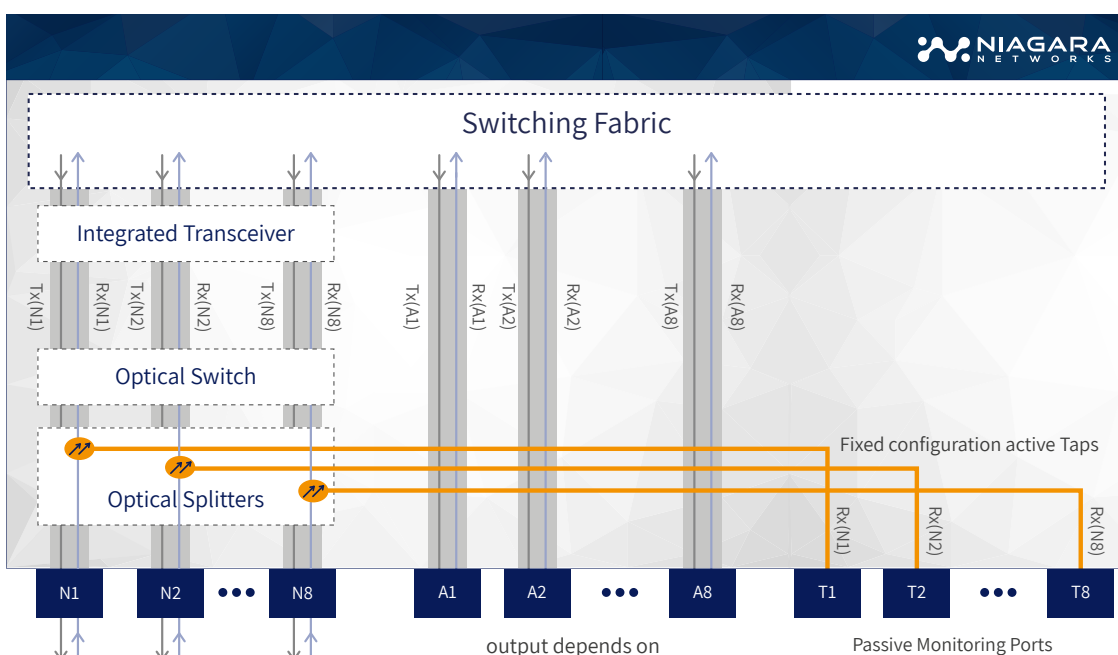 NIAGARA
NETWORKS
Switching Fabric
Integrated Transceiver
Tx(N1)
Rx(N1)
Tx(N2)
Rx(N2)
Tx(N8)
Rx(N8)
Tx(A1)
Rx(A1)
Tx(A2)
Rx(A2)
Tx(A8)
Rx(A8)
Optical Switch
Fixed configuration active Taps
Optical Splitters
Rx(N1)
Rx(N2)
Rx(N8)
N1
N2
N8
A1
A2
A8
T1
T2
T8
output depends on
Passive Monitoring Ports